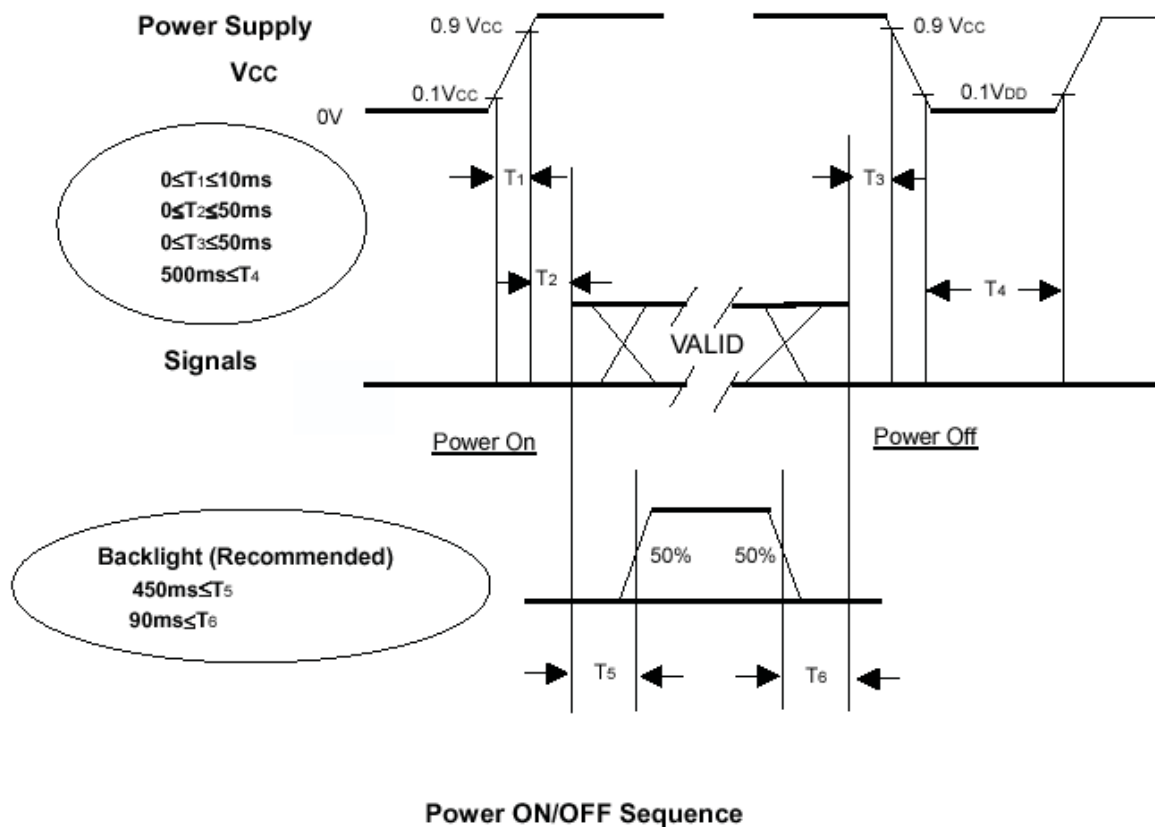 Power Supply
VCC
0.9 VCC
0.1VCC
0V
0.9 VCC
0.1VDD
0≤T1≤10ms
0≤T2≤50ms
0≤T3≤50ms
500ms≤T4
T1
T3
T2
T4
VALID
Signals
Power On
Power Off
Backlight (Recommended)
450ms≤T5
90ms≤T6
50%
50%
T5
T6
Power ON/OFF Sequence